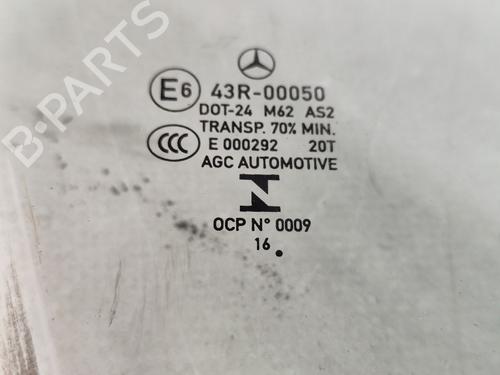 E6 43R-00050
DOT-24 M62 AS2
TRANSP. 70% MIN.
CCC E 000292 20T
AGC AUTOMOTIVE
N
OCP N° 0009
16.
B-PARTS